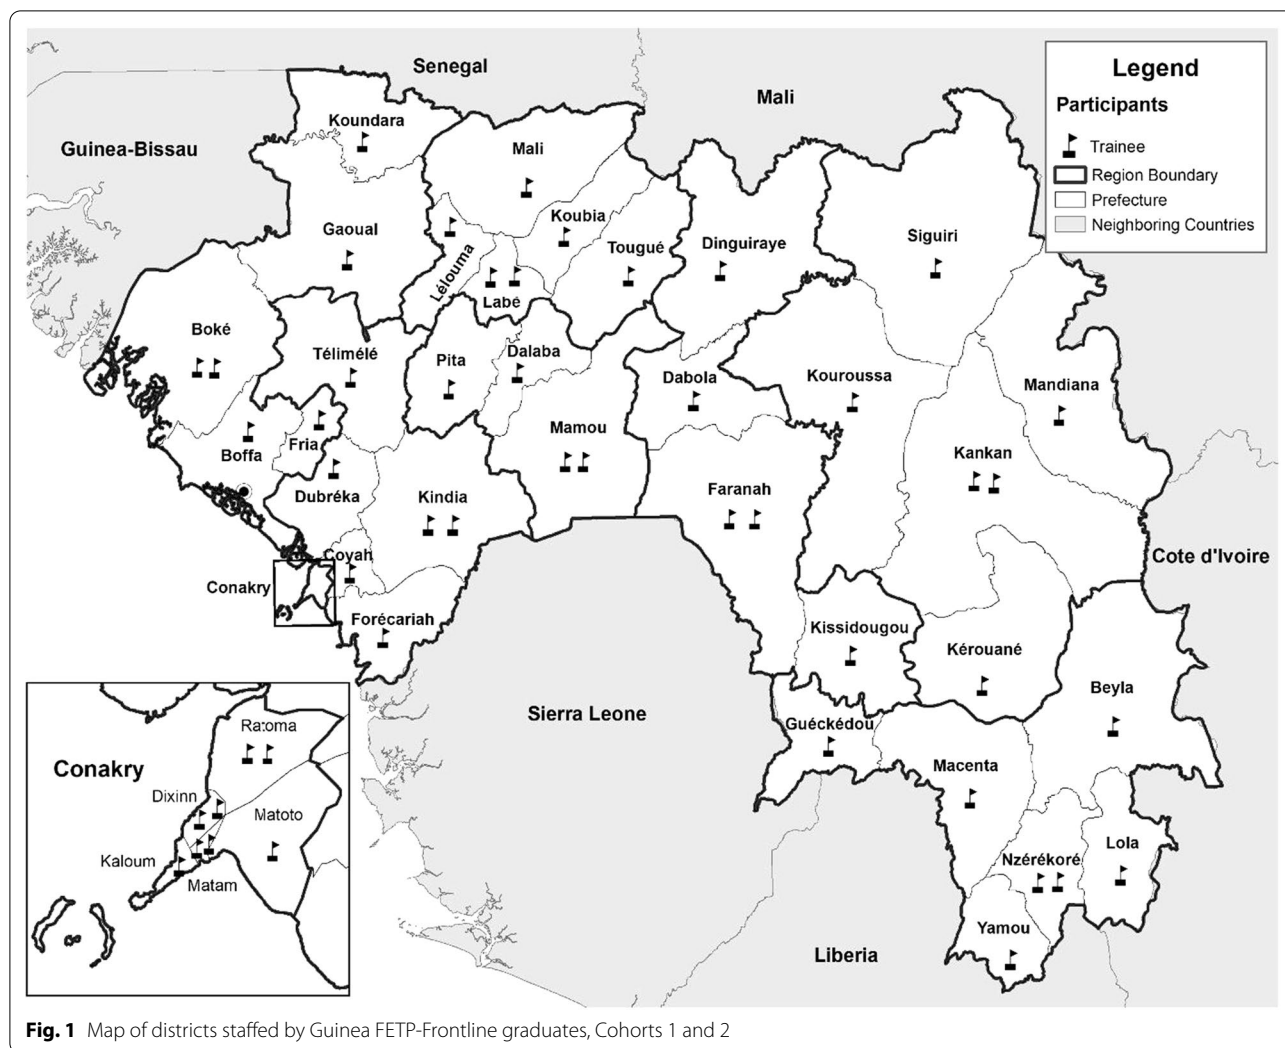 Senegal
Mali
Guinea-Bissau
Legend
Participants
Trainee
Region Boundary
Prefecture
Neighboring Countries
Koundara
Mali
Gaoual
Koubia
Tougué
Dinguiraye
Siguiri
Lélouma
Labé
Boké
Télimélé
Pita
Dalaba
Dabola
Kouroussa
Mandiana
Boffa
Fria
Mamou
Kankan
Dubréka
Kindia
Faranah
Coyah
Cote d'Ivoire
Conakry
Forécariah
Kissidougou
Kérouané
Beyla
Sierra Leone
Guéckédou
Macenta
Nzérékoré
Lola
Yamou
Liberia
Conakry
Ratoma
Dixinn
Matoto
Kaloum
Matam
Fig. 1 Map of districts staffed by Guinea FETP-Frontline graduates, Cohorts 1 and 2